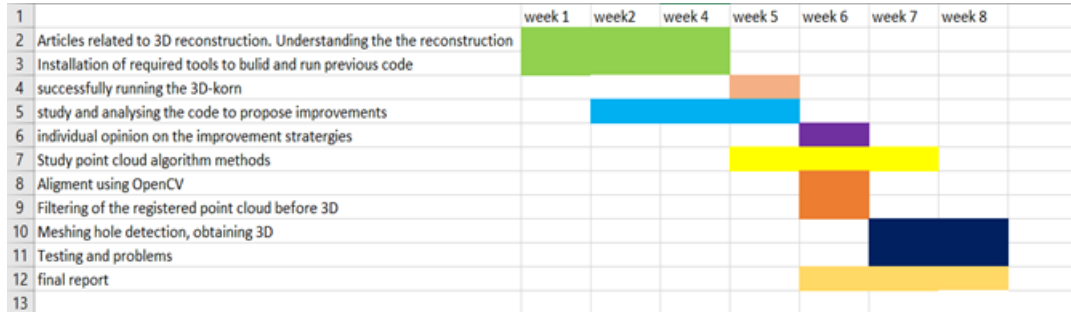 1 week 1 week2 week 4 week 5 week 6 week 7 week 8
2 Articles related to 3D reconstruction. Understanding the the reconstruction
3 Installation of required tools to bulid and run previous code
4 successfully running the 3D-korn
5 study and analysing the code to propose improvements
6 individual opinion on the improvement stratergies
7 Study point cloud algorithm methods
8 Aligment using OpenCV
9 Filtering of the registered point cloud before 3D
10 Meshing hole detection, obtaining 3D
11 Testing and problems
12 final report
13